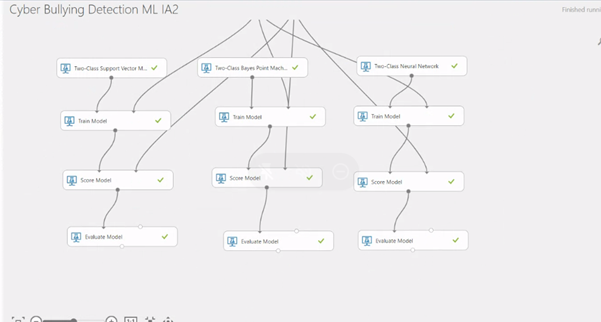 Cyber Bullying Detection ML IA2
Finished runni
Two-Class Support Vector M...
Two-Class Bayes Point Mach...
Two-Class Neural Network
Train Model
Train Model
Train Model
Score Model
Score Model
Score Model
Evaluate Model
Evaluate Model
Evaluate Model